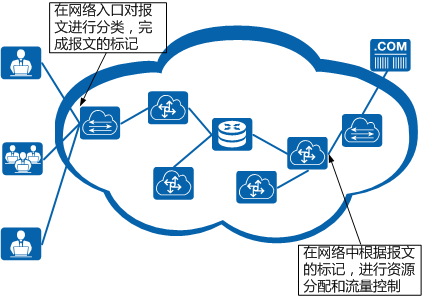 在网络入口对报
文进行分类，完
成报文的标记
.COM
在网络中根据报文
的标记，进行资源
分配和流量控制